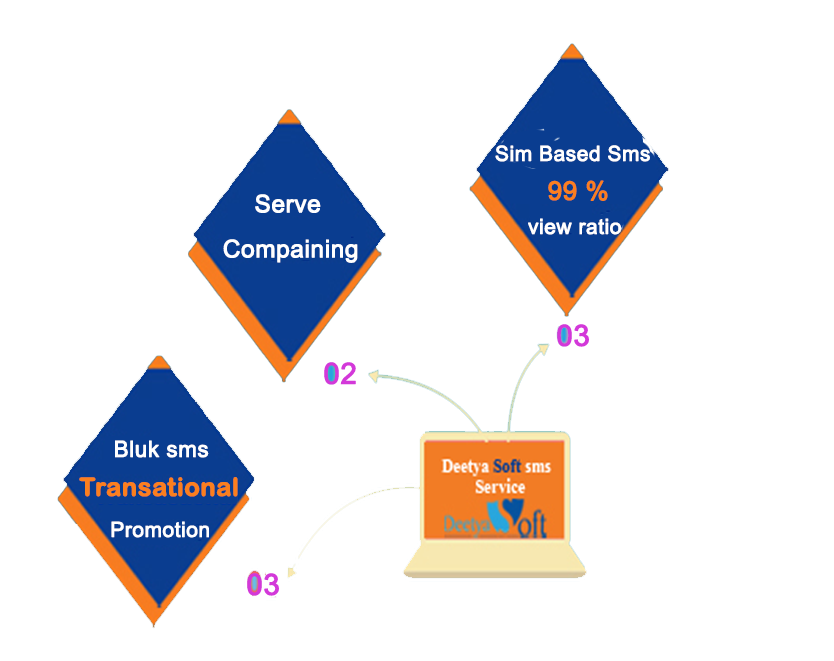 Sim Based Sms
99 %
view ratio
03
Serve
Compaining
02
Bluk sms
Transational
Promotion
03
Deetya Soft sms
Service
Deetya Soft